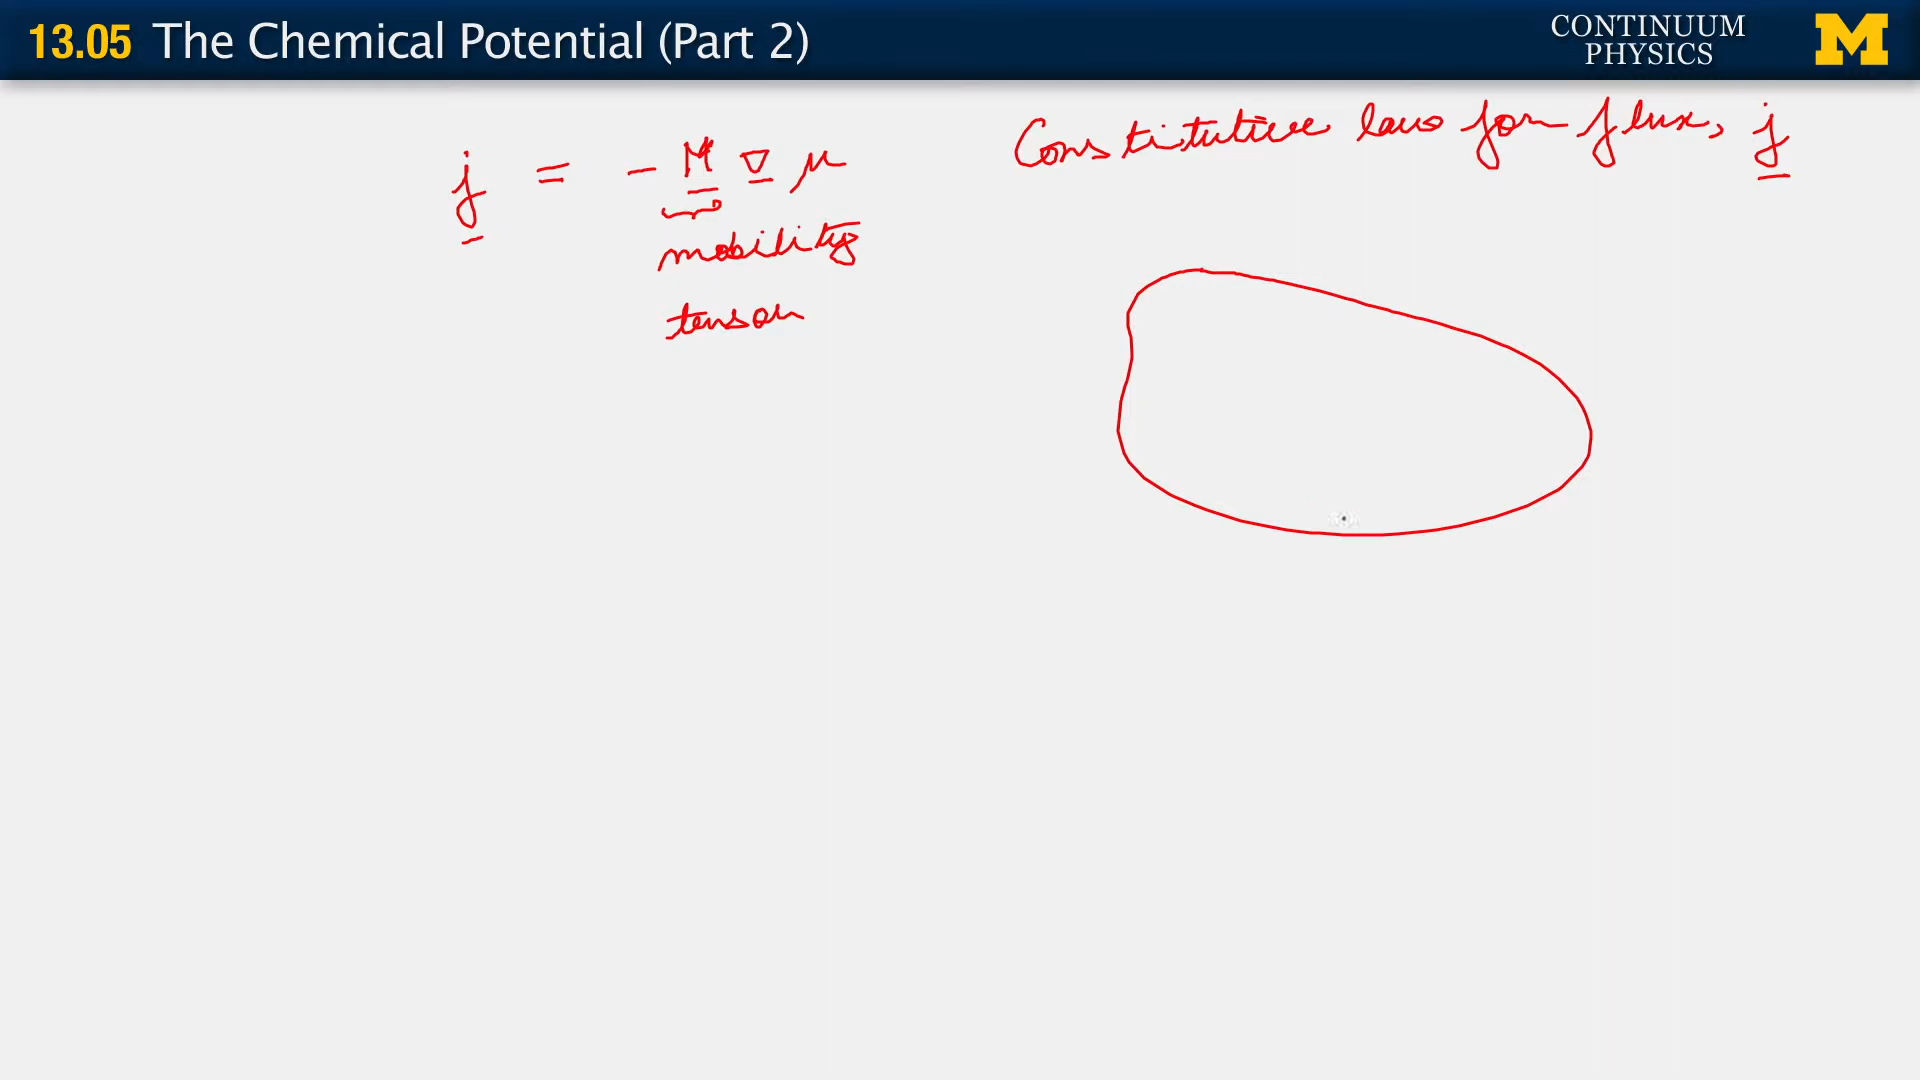 13.05 The Chemical Potential (Part 2)
CONTINUUM
PHYSICS
M
Constitutive law for flux, j
j = - M ∇ μ
mobility
tensor